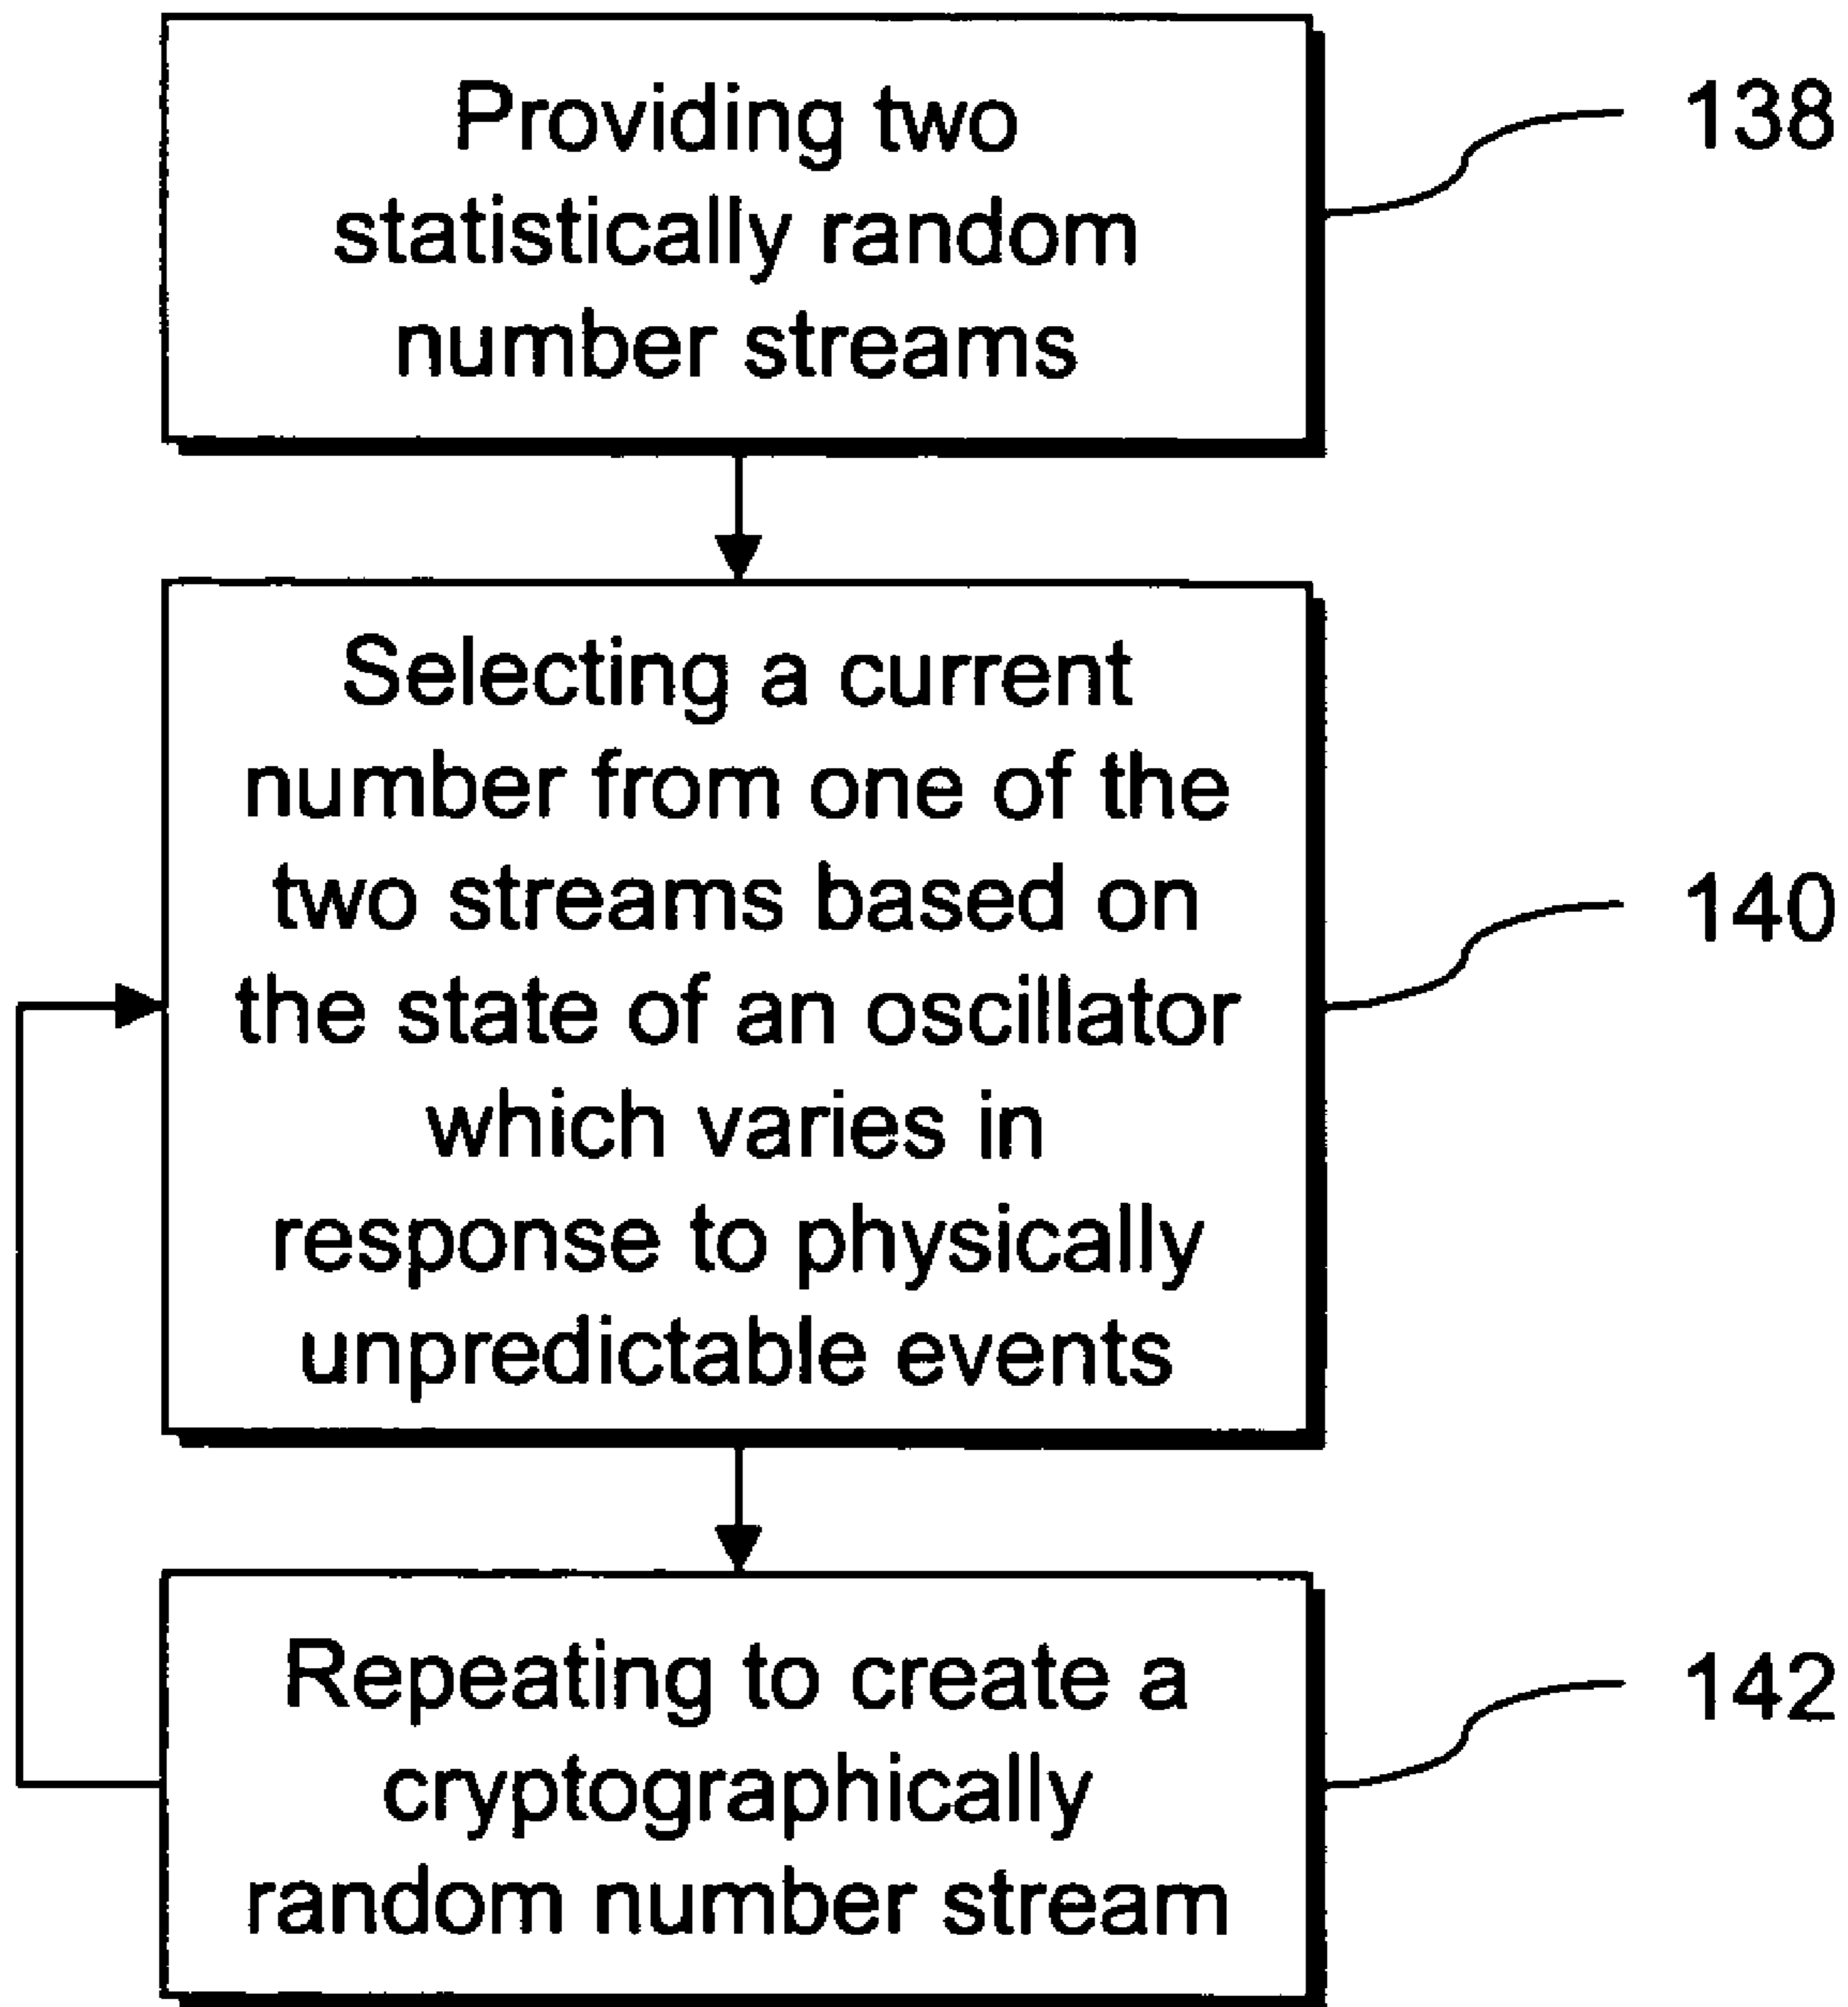 Providing two
statistically random
number streams
138
Selecting a current
number from one of the
two streams based on
the state of an oscillator
which varies in
response to physically
unpredictable events
140
Repeating to create a
cryptographically
random number stream
142